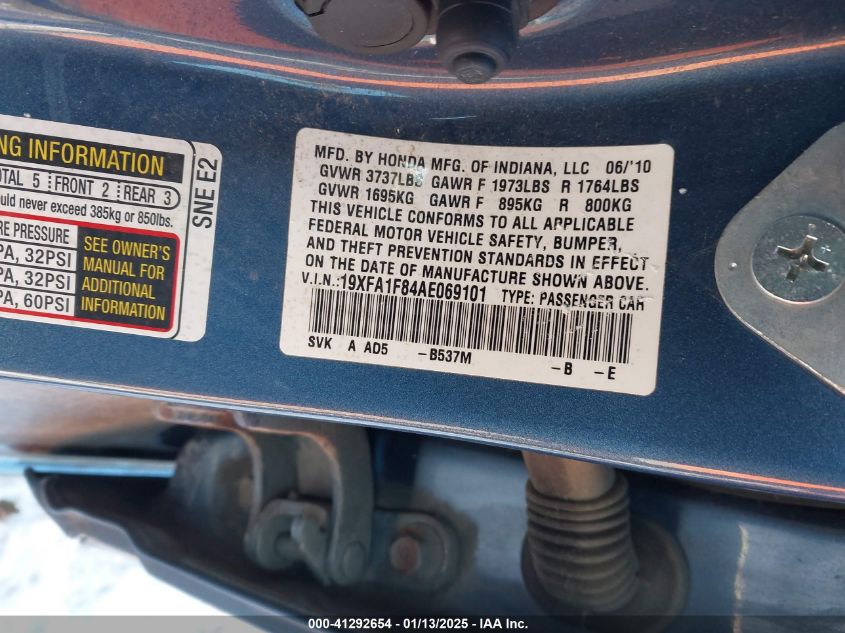 NG INFORMATION
OTAL 5 FRONT 2 REAR 3
uld never exceed 385kg or 850lbs.
RE PRESSURE
PA, 32PSI
PA, 32PSI
PA, 60PSI
SEE OWNER'S
MANUAL FOR
ADDITIONAL
INFORMATION
SNE E2
MFD. BY HONDA MFG. OF INDIANA, LLC 06/'10
GVWR 3737LBS GAWR F 1973LBS R 1764LBS
GVWR 1695KG GAWR F 895KG R 800KG
THIS VEHICLE CONFORMS TO ALL APPLICABLE
FEDERAL MOTOR VEHICLE SAFETY, BUMPER,
AND THEFT PREVENTION STANDARDS IN EFFECT
ON THE DATE OF MANUFACTURE SHOWN ABOVE.
V.I.N.:19XFA1F84AE069101 TYPE: PASSENGER CAR
SVK A AD5 -B537M -B -E
000-41292654 - 01/13/2025 - IAA Inc.